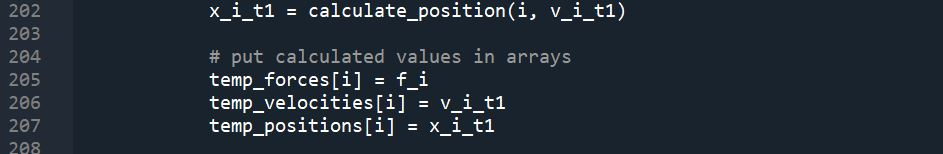 202 x_i_t1 = calculate_position(i, v_i_t1)
203
204 # put calculated values in arrays
205 temp_forces[i] = f_i
206 temp_velocities[i] = v_i_t1
207 temp_positions[i] = x_i_t1
208